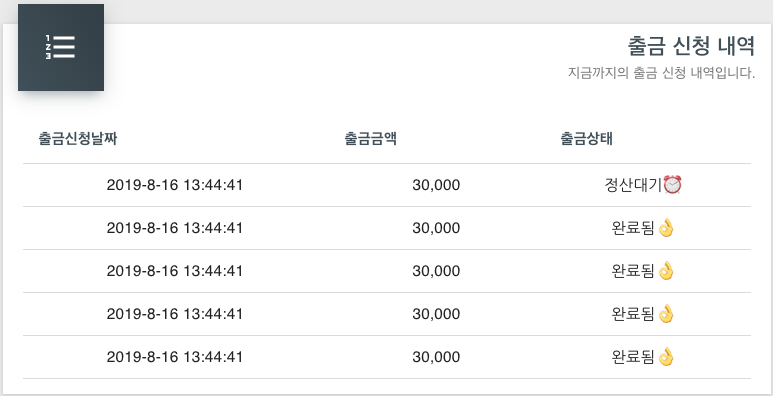 출금 신청 내역
지금까지의 출금 신청 내역입니다.
출금신청날짜 출금금액 출금상태
2019-8-16 13:44:41 30,000 정산대기⏰
2019-8-16 13:44:41 30,000 완료됨👌
2019-8-16 13:44:41 30,000 완료됨👌
2019-8-16 13:44:41 30,000 완료됨👌
2019-8-16 13:44:41 30,000 완료됨👌